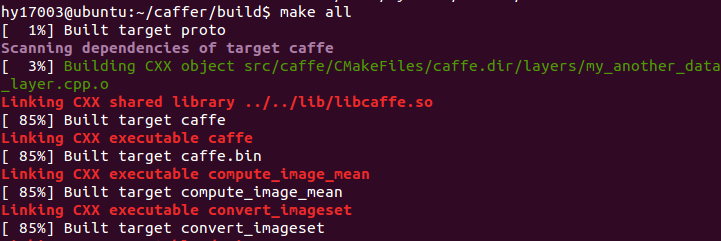 hy17003@ubuntu:~/caffer/build$ make all
[  1%] Built target proto
Scanning dependencies of target caffe
[  3%] Building CXX object src/caffe/CMakeFiles/caffe.dir/layers/my_another_data
_layer.cpp.o
Linking CXX shared library ../../lib/libcaffe.so
[ 85%] Built target caffe
Linking CXX executable caffe
[ 85%] Built target caffe.bin
Linking CXX executable compute_image_mean
[ 85%] Built target compute_image_mean
Linking CXX executable convert_imageset
[ 85%] Built target convert_imageset